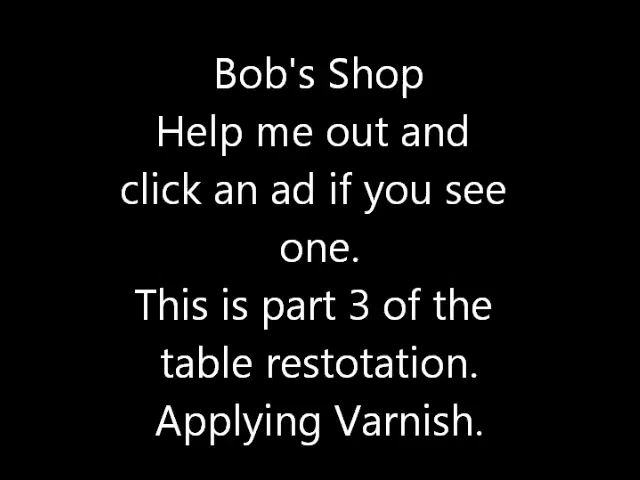 Bob's Shop
Help me out and
click an ad if you see
one.
This is part 3 of the
table restotation.
Applying Varnish.